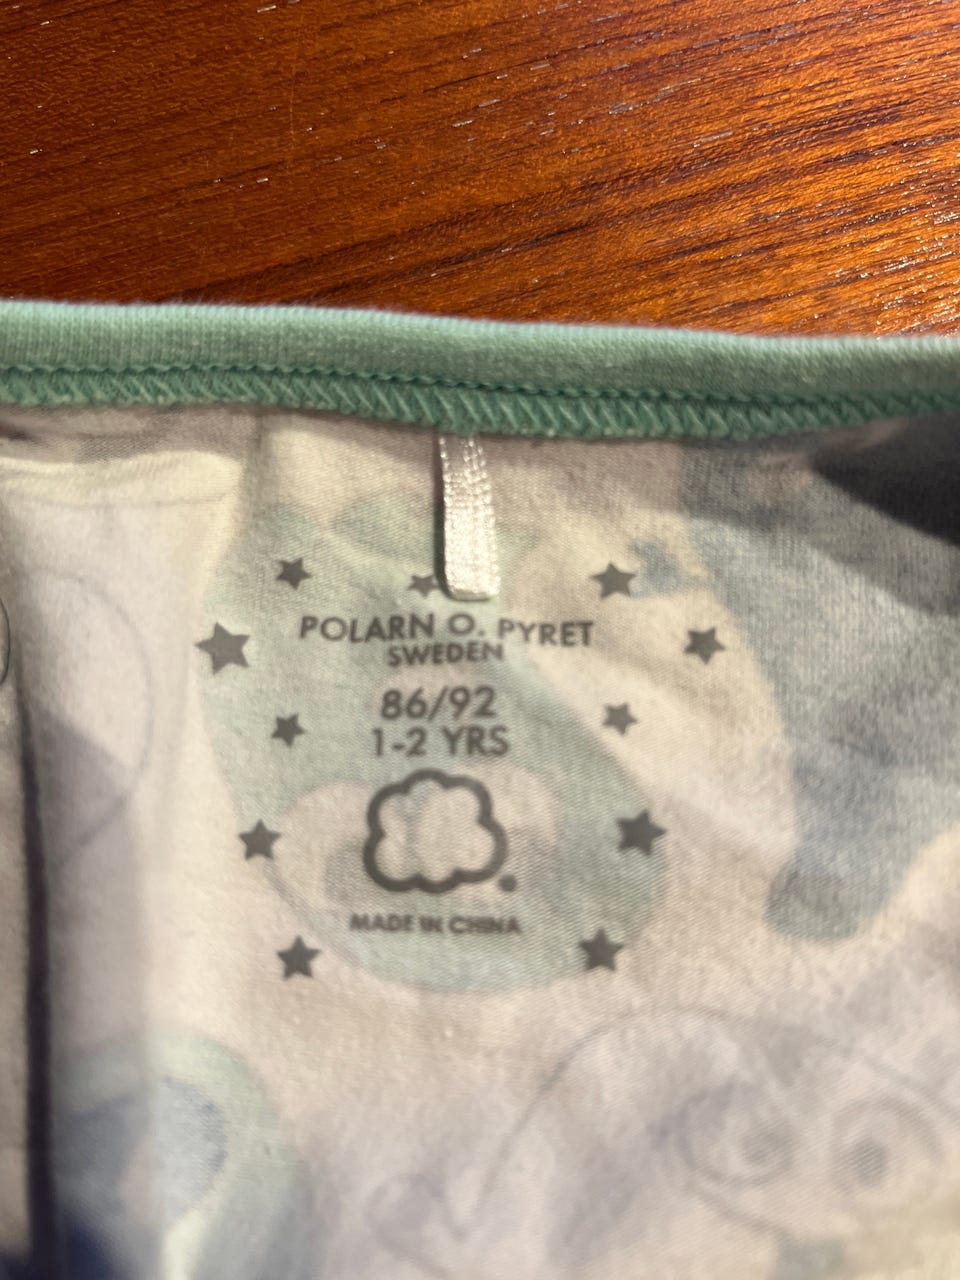 POLARN O. PYRET
SWEDEN
86/92
1-2 YRS
MADE IN CHINA